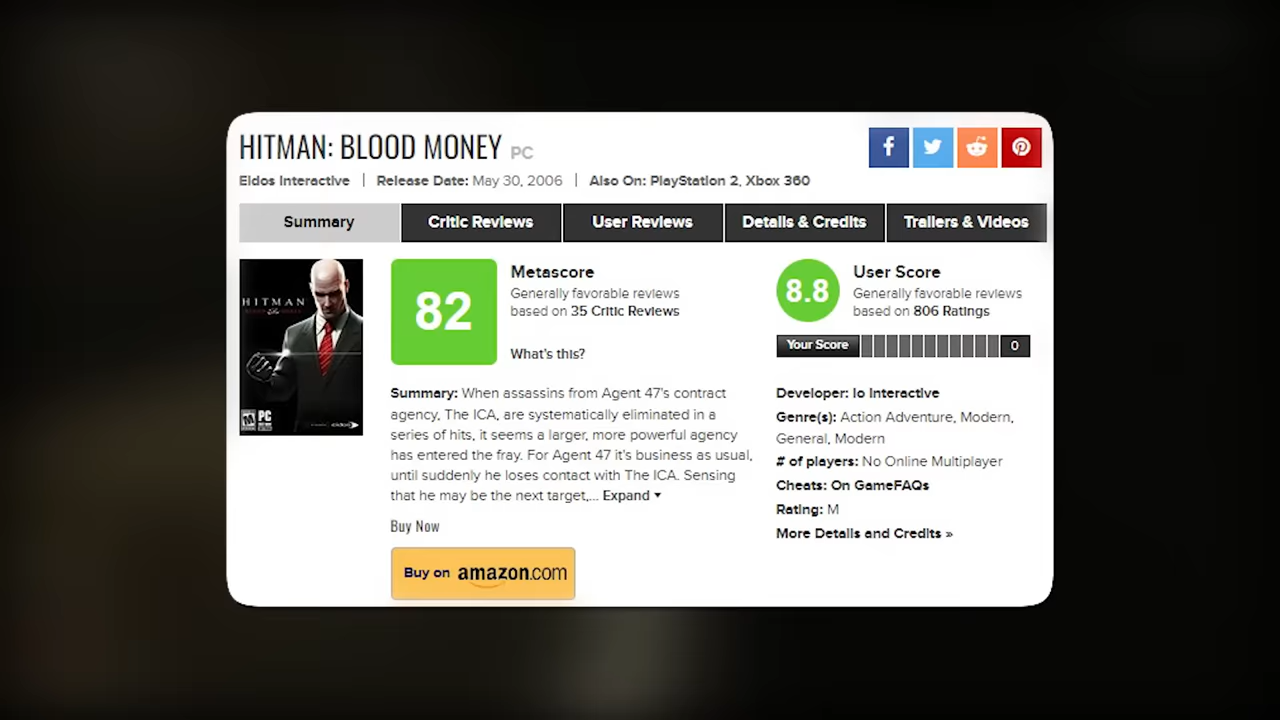 HITMAN: BLOOD MONEY PC
Eidos Interactive | Release Date: May 30, 2006 | Also On: PlayStation 2, Xbox 360
Summary
Critic Reviews
User Reviews
Details & Credits
Trailers & Videos
HITMAN
PC
82
Metascore
Generally favorable reviews
based on 35 Critic Reviews
What's this?
Summary: When assassins from Agent 47's contract
agency, The ICA, are systematically eliminated in a
series of hits, it seems a larger, more powerful agency
has entered the fray. For Agent 47 it's business as usual,
until suddenly he loses contact with The ICA. Sensing
that he may be the next target,... Expand
Buy Now
Buy on amazon.com
8.8
User Score
Generally favorable reviews
based on 806 Ratings
Your Score 0
Developer: Io Interactive
Genre(s): Action Adventure, Modern,
General, Modern
# of players: No Online Multiplayer
Cheats: On GameFAQs
Rating: M
More Details and Credits »